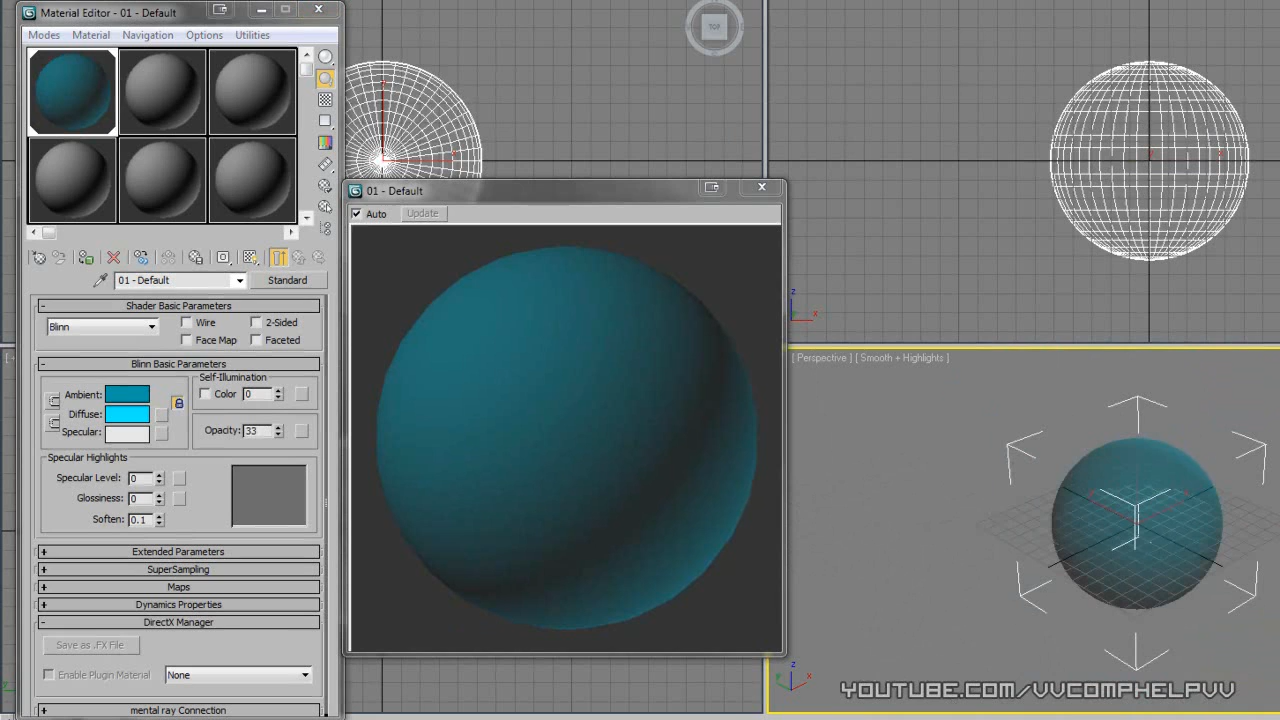 Material Editor - 01 - Default
Modes Material Navigation Options Utilities
TOP
01 - Default
Auto Update
01 - Default Standard
- Shader Basic Parameters
Blinn Wire 2-Sided
Face Map Faceted
- Blinn Basic Parameters
Self-Illumination
Ambient: Color 0
Diffuse:
Specular: Opacity: 33
Specular Highlights
Specular Level: 0
Glossiness: 0
Soften: 0.1
+ Extended Parameters
+ SuperSampling
+ Maps
+ Dynamics Properties
- DirectX Manager
Save as .FX File
Enable Plugin Material None
+ mental ray Connection
z
x
[ Perspective ] [ Smooth + Highlights ]
z
y x
YOUTUBE.COM/VVCOMPHELPVV